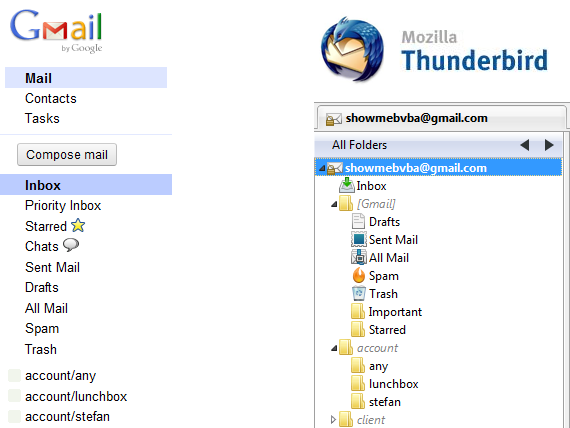 Gmail
by Google
Mail
Contacts
Tasks
Compose mail
Inbox
Priority Inbox
Starred
Chats
Sent Mail
Drafts
All Mail
Spam
Trash
account/any
account/lunchbox
account/stefan
Mozilla
Thunderbird
showmebvba@gmail.com
All Folders
showmebvba@gmail.com
Inbox
[Gmail]
Drafts
Sent Mail
All Mail
Spam
Trash
Important
Starred
account
any
lunchbox
stefan
client